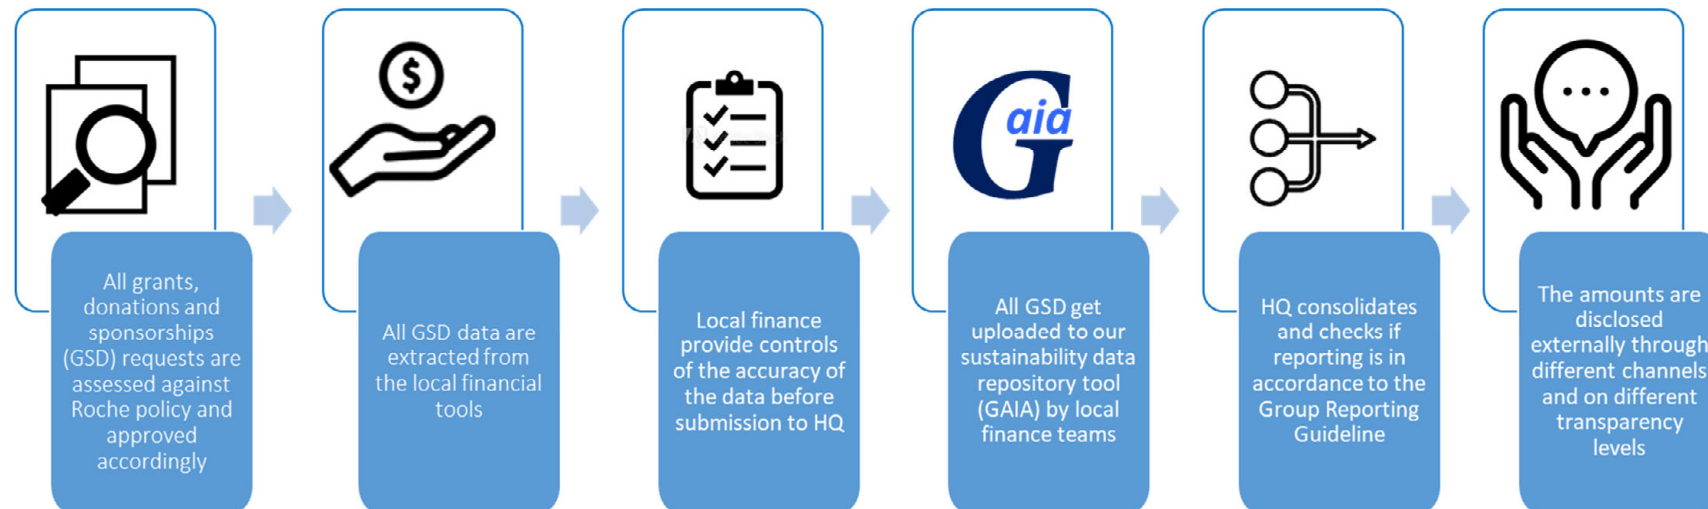 $
Gaia
All grants,
donations and
sponsorships
(GSD) requests are
assessed against
Roche policy and
approved
accordingly
All GSD data are
extracted from
the local financial
tools
Local finance
provide controls
of the accuracy of
the data before
submission to HQ
All GSD get
uploaded to our
sustainability data
repository tool
(GAIA) by local
finance teams
HQ consolidates
and checks if
reporting is in
accordance to the
Group Reporting
Guideline
The amounts are
disclosed
externally through
different channels
and on different
transparency
levels